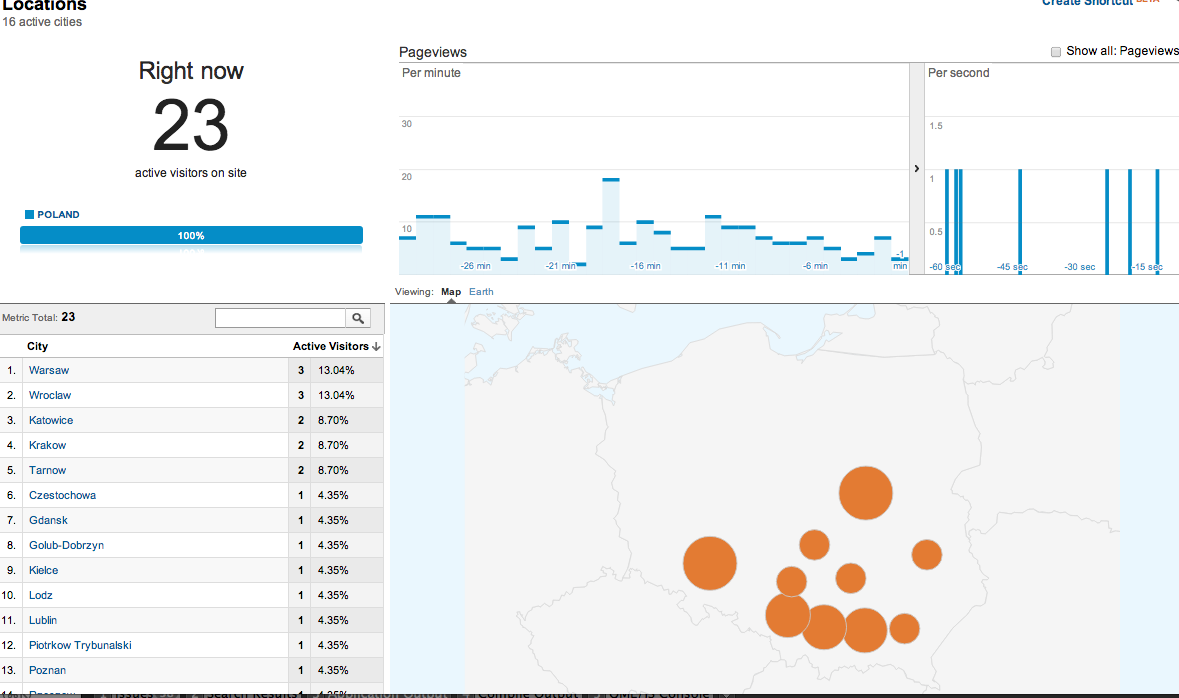 Locations
16 active cities
Create Shortcut BETA
Right now
23
active visitors on site
POLAND
100%
Pageviews
Show all: Pageviews
Per minute
30
20
10
-26 min
-21 min
-16 min
-11 min
-6 min
-1
min
Per second
1.5
1
0.5
-60 sec
-45 sec
-30 sec
-15 sec
Viewing: Map Earth
Metric Total: 23
City Active Visitors
1. Warsaw 3 13.04%
2. Wroclaw 3 13.04%
3. Katowice 2 8.70%
4. Krakow 2 8.70%
5. Tarnow 2 8.70%
6. Czestochowa 1 4.35%
7. Gdansk 1 4.35%
8. Golub-Dobrzyn 1 4.35%
9. Kielce 1 4.35%
10. Lodz 1 4.35%
11. Lublin 1 4.35%
12. Piotrkow Trybunalski 1 4.35%
13. Poznan 1 4.35%
14. Rzeszow 1 4.35%
Search Results Application Output Compile Output QML/JS Console